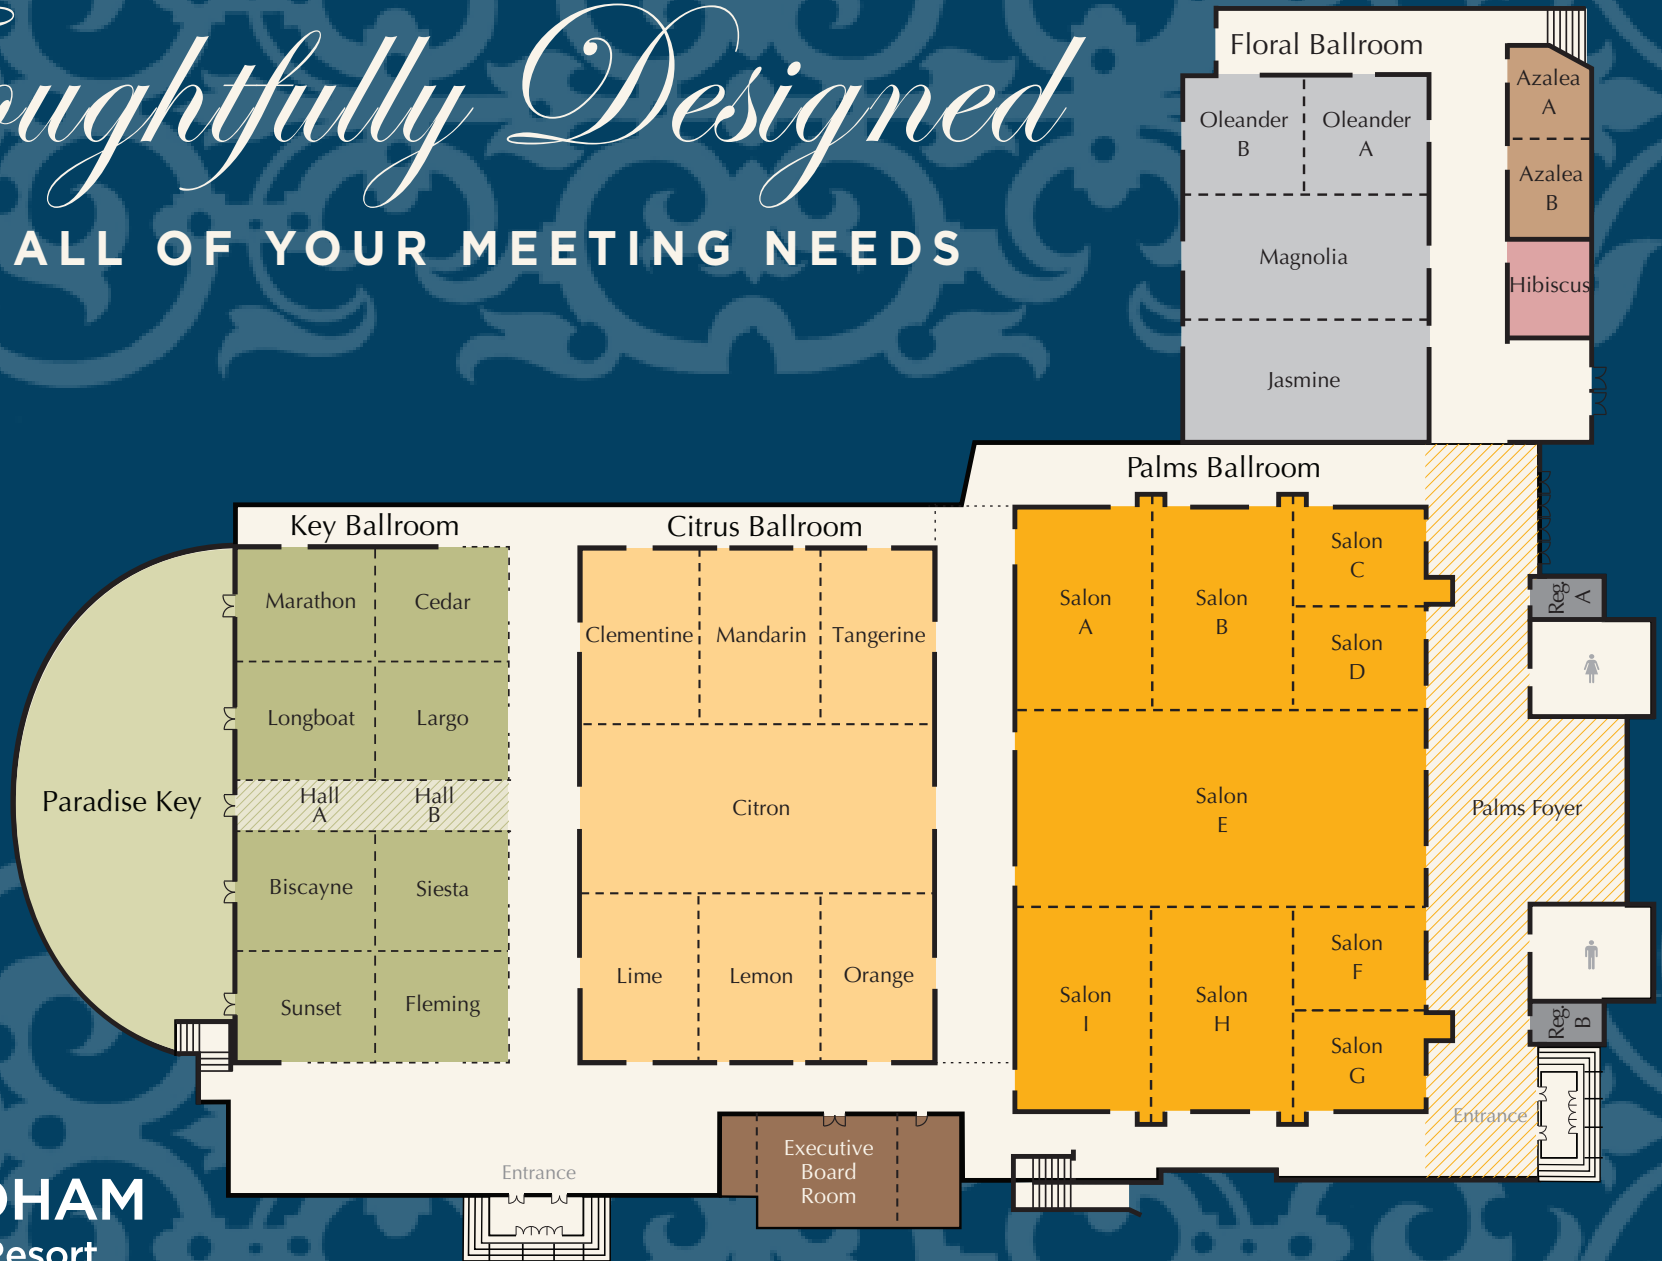 Designed
ALL OF YOUR MEETING NEEDS
Floral Ballroom
Oleander
B
Oleander
A
Azalea
A
Azalea
B
Magnolia
Hibiscus
Jasmine
Palms Ballroom
Key Ballroom
Citrus Ballroom
Marathon
Cedar
Longboat
Largo
Paradise Key
Hall
A
Hall
B
Biscayne
Siesta
Sunset
Fleming
Clementine
Mandarin
Tangerine
Citron
Lime
Lemon
Orange
Salon
A
Salon
B
Salon
C
Salon
D
Salon
E
Salon
F
Salon
G
Salon
H
Salon
I
Palms Foyer
Reg.
A
Reg.
B
Entrance
Executive
Board
Room
Entrance
Resort